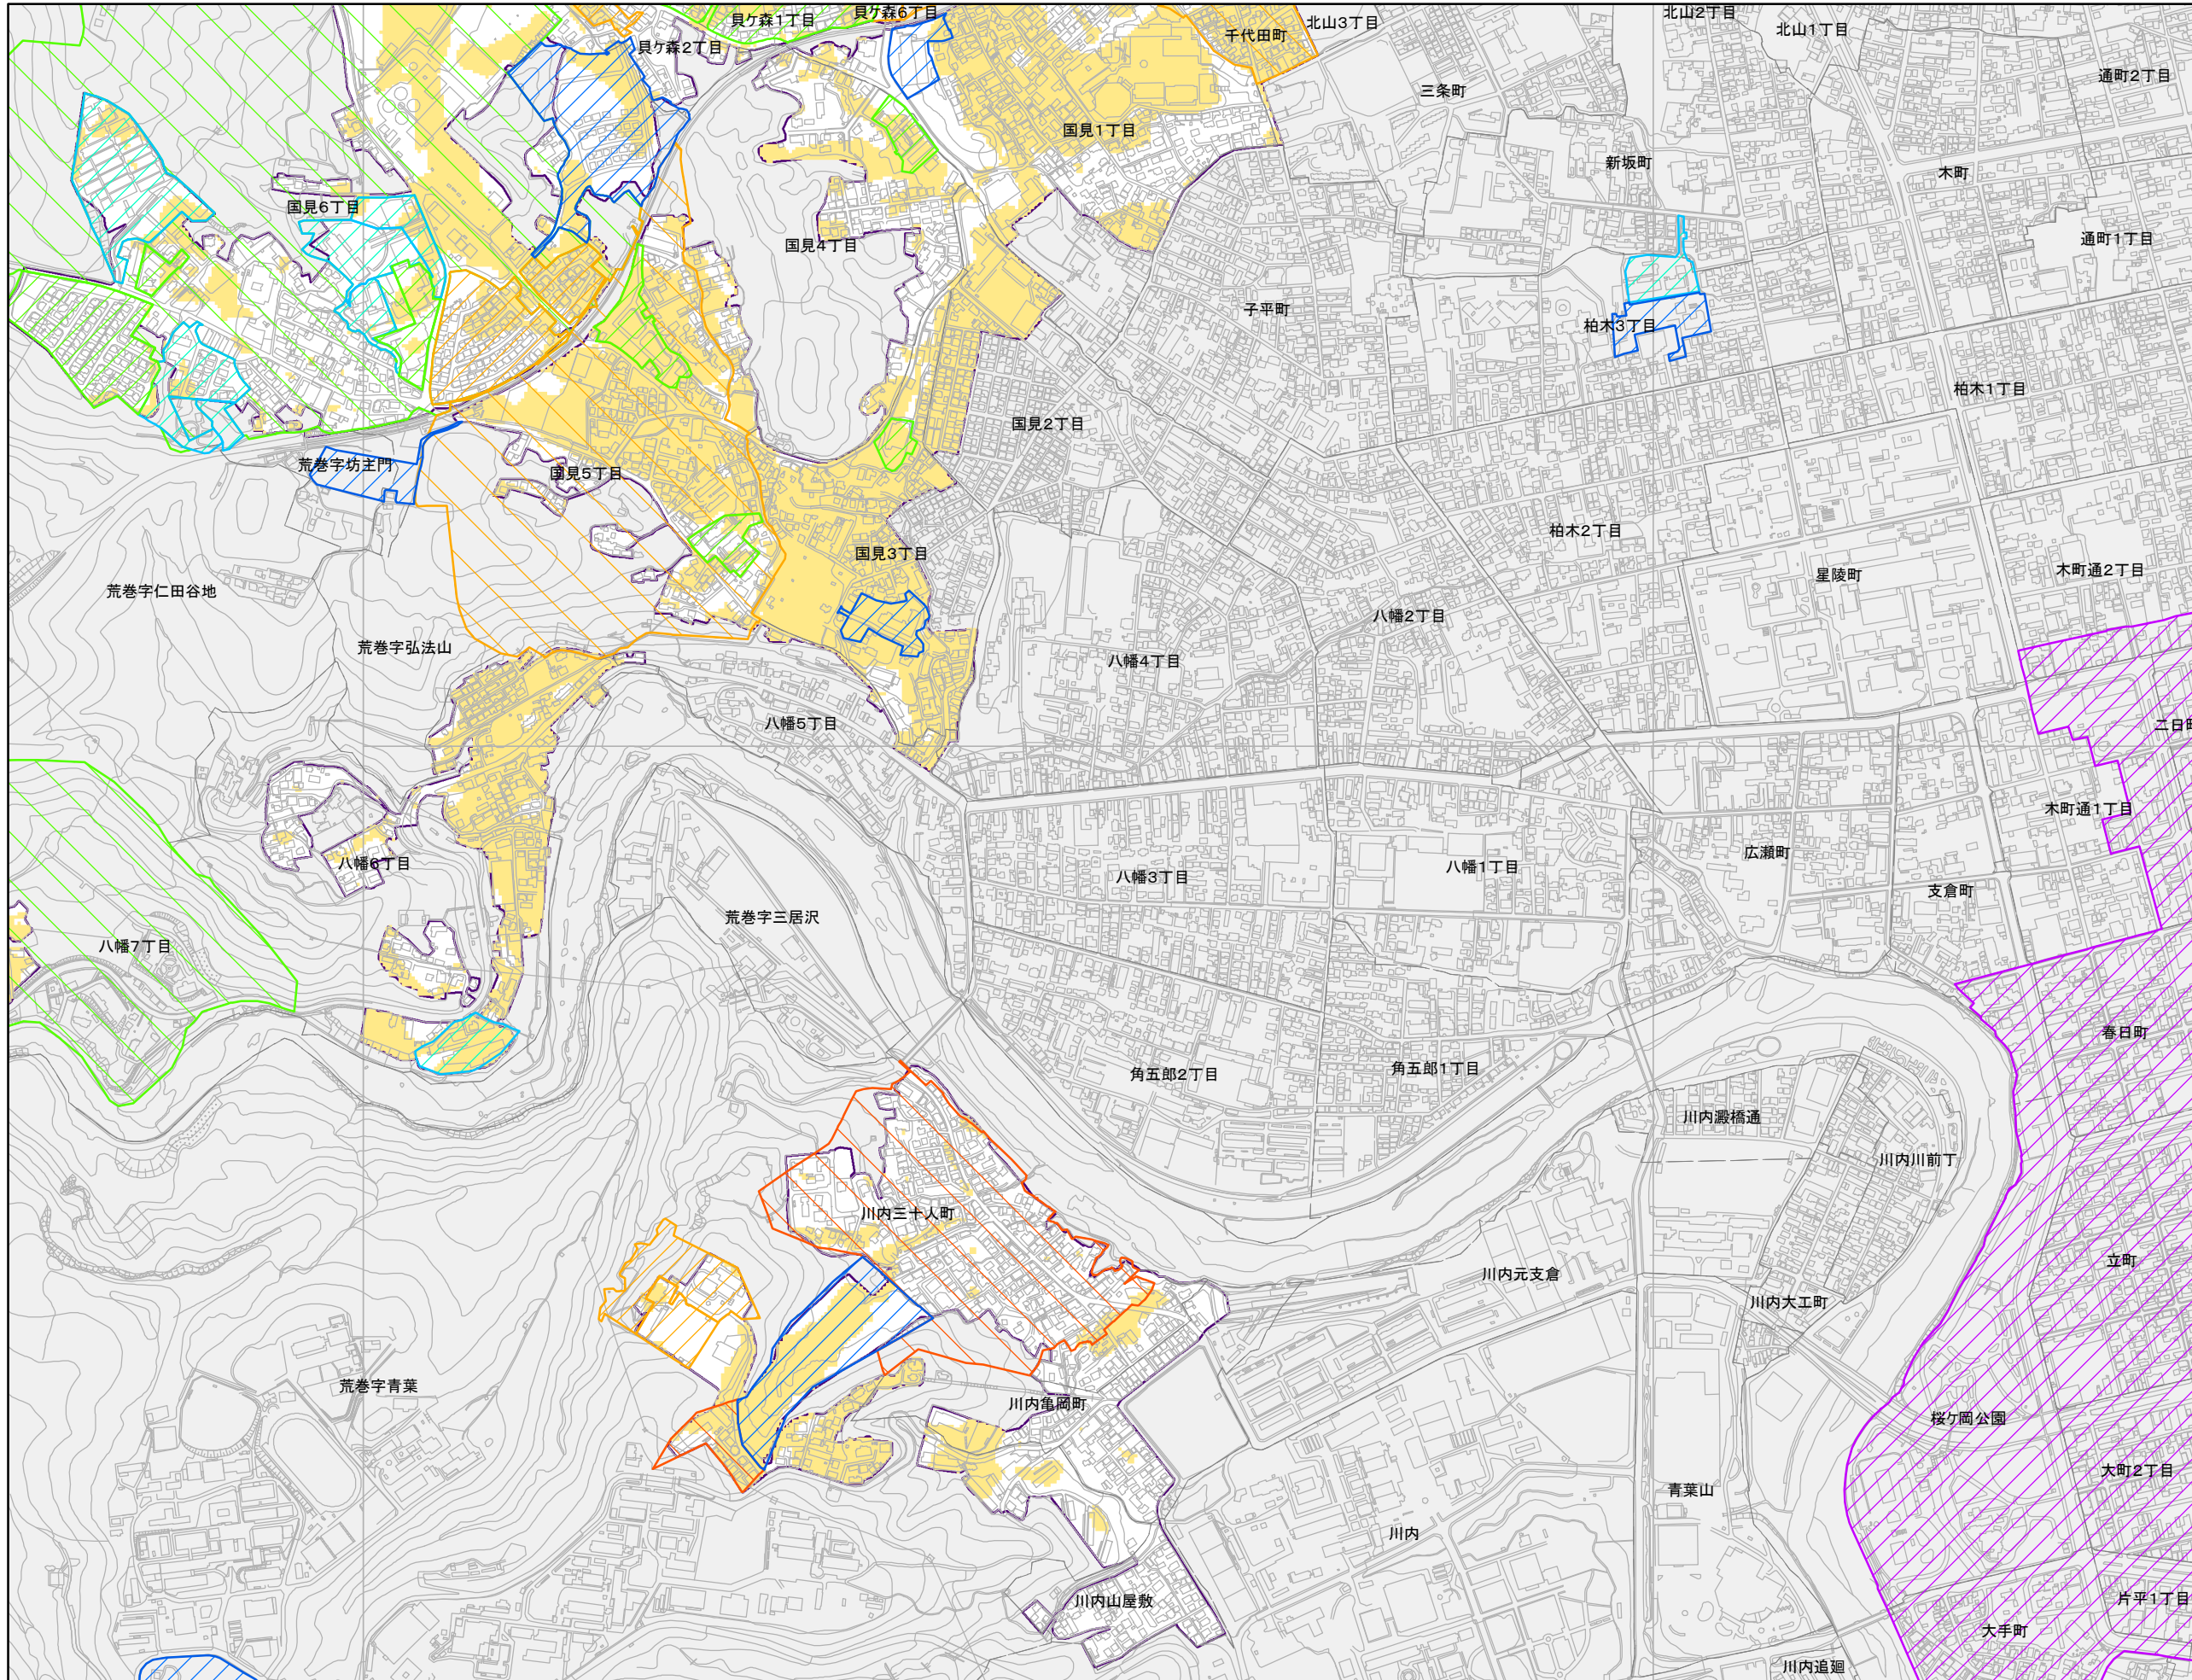 貝ケ森1丁目
貝ケ森6丁目
北山3丁目
北山2丁目
北山1丁目
千代田町
貝ケ森2丁目
通町2丁目
三条町
国見1丁目
新坂町
木町
国見6丁目
国見4丁目
通町1丁目
子平町
柏木3丁目
柏木1丁目
国見2丁目
荒巻字坊主門
国見5丁目
柏木2丁目
国見3丁目
木町通2丁目
星陵町
荒巻字仁田谷地
八幡2丁目
荒巻字弘法山
八幡4丁目
八幡5丁目
二日町
木町通1丁目
広瀬町
八幡6丁目
八幡1丁目
八幡3丁目
支倉町
荒巻字三居沢
八幡7丁目
春日町
角五郎1丁目
角五郎2丁目
川内澱橋通
川内川前丁
川内三十人町
立町
川内元支倉
川内大工町
荒巻字青葉
川内亀岡町
桜ケ岡公園
大町2丁目
青葉山
川内
川内山屋敷
片平1丁目
大手町
川内追廻